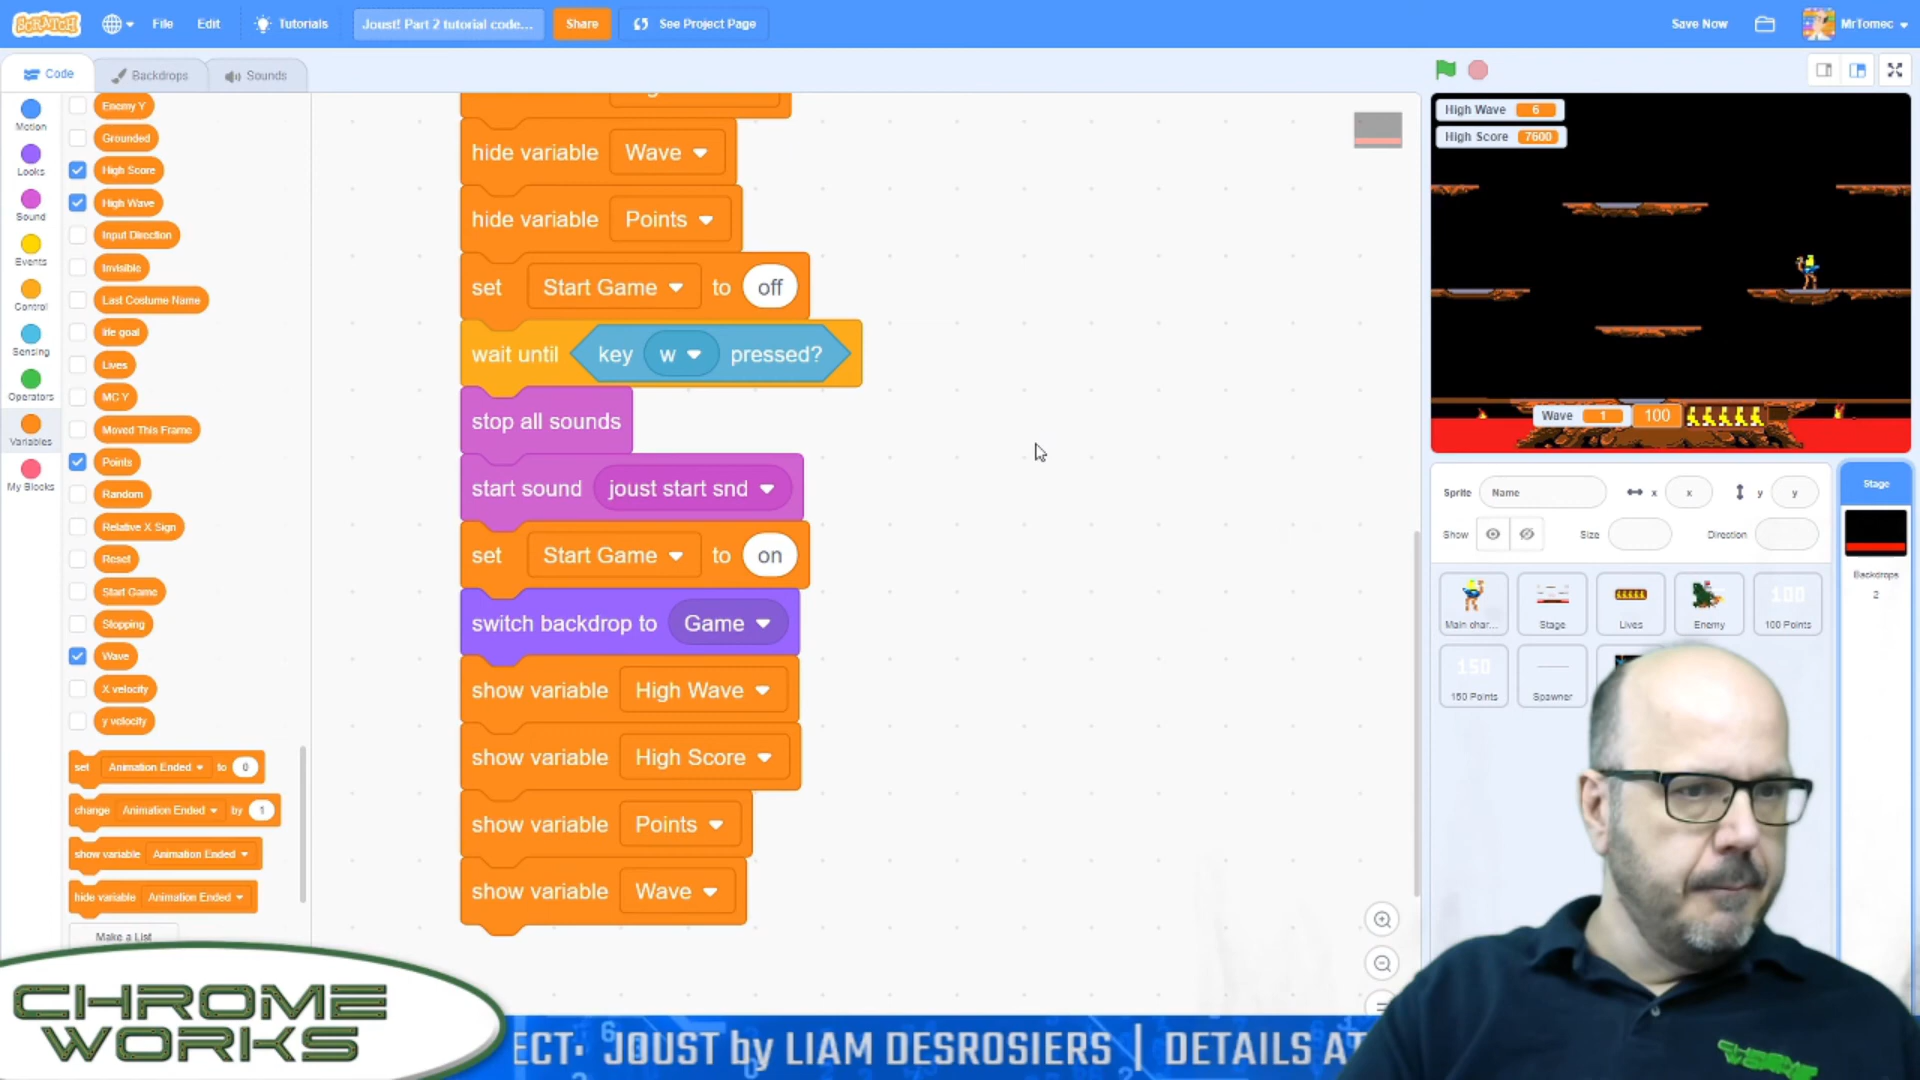 SCRATCH
File
Edit
Tutorials
Joust! Part 2 tutorial code...
Share
See Project Page
Save Now
MrTomec
Code
Backdrops
Sounds
Motion
Looks
Sound
Events
Control
Sensing
Operators
Variables
My Blocks
Enemy Y
Grounded
High Score
High Wave
Input Direction
Invisible
Last Costume Name
life goal
Lives
MC Y
Moved This Frame
Points
Random
Relative X Sign
Reset
Start Game
Stopping
Wave
X velocity
y velocity
set Animation Ended to 0
change Animation Ended by 1
show variable Animation Ended
hide variable Animation Ended
Make a List
hide variable Wave
hide variable Points
set Start Game to off
wait until key w pressed?
stop all sounds
start sound joust start snd
set Start Game to on
switch backdrop to Game
show variable High Wave
show variable High Score
show variable Points
show variable Wave
High Wave 6
High Score 7600
Wave 1 100
Sprite Name x x y y
Show Size Direction
Stage
Backdrops
2
Main char...
Stage
Lives
Enemy
100
100 Points
150
150 Points
Spawner
CHROME
WORKS
ECT: JOUST by LIAM DESROSIERS | DETAILS AT